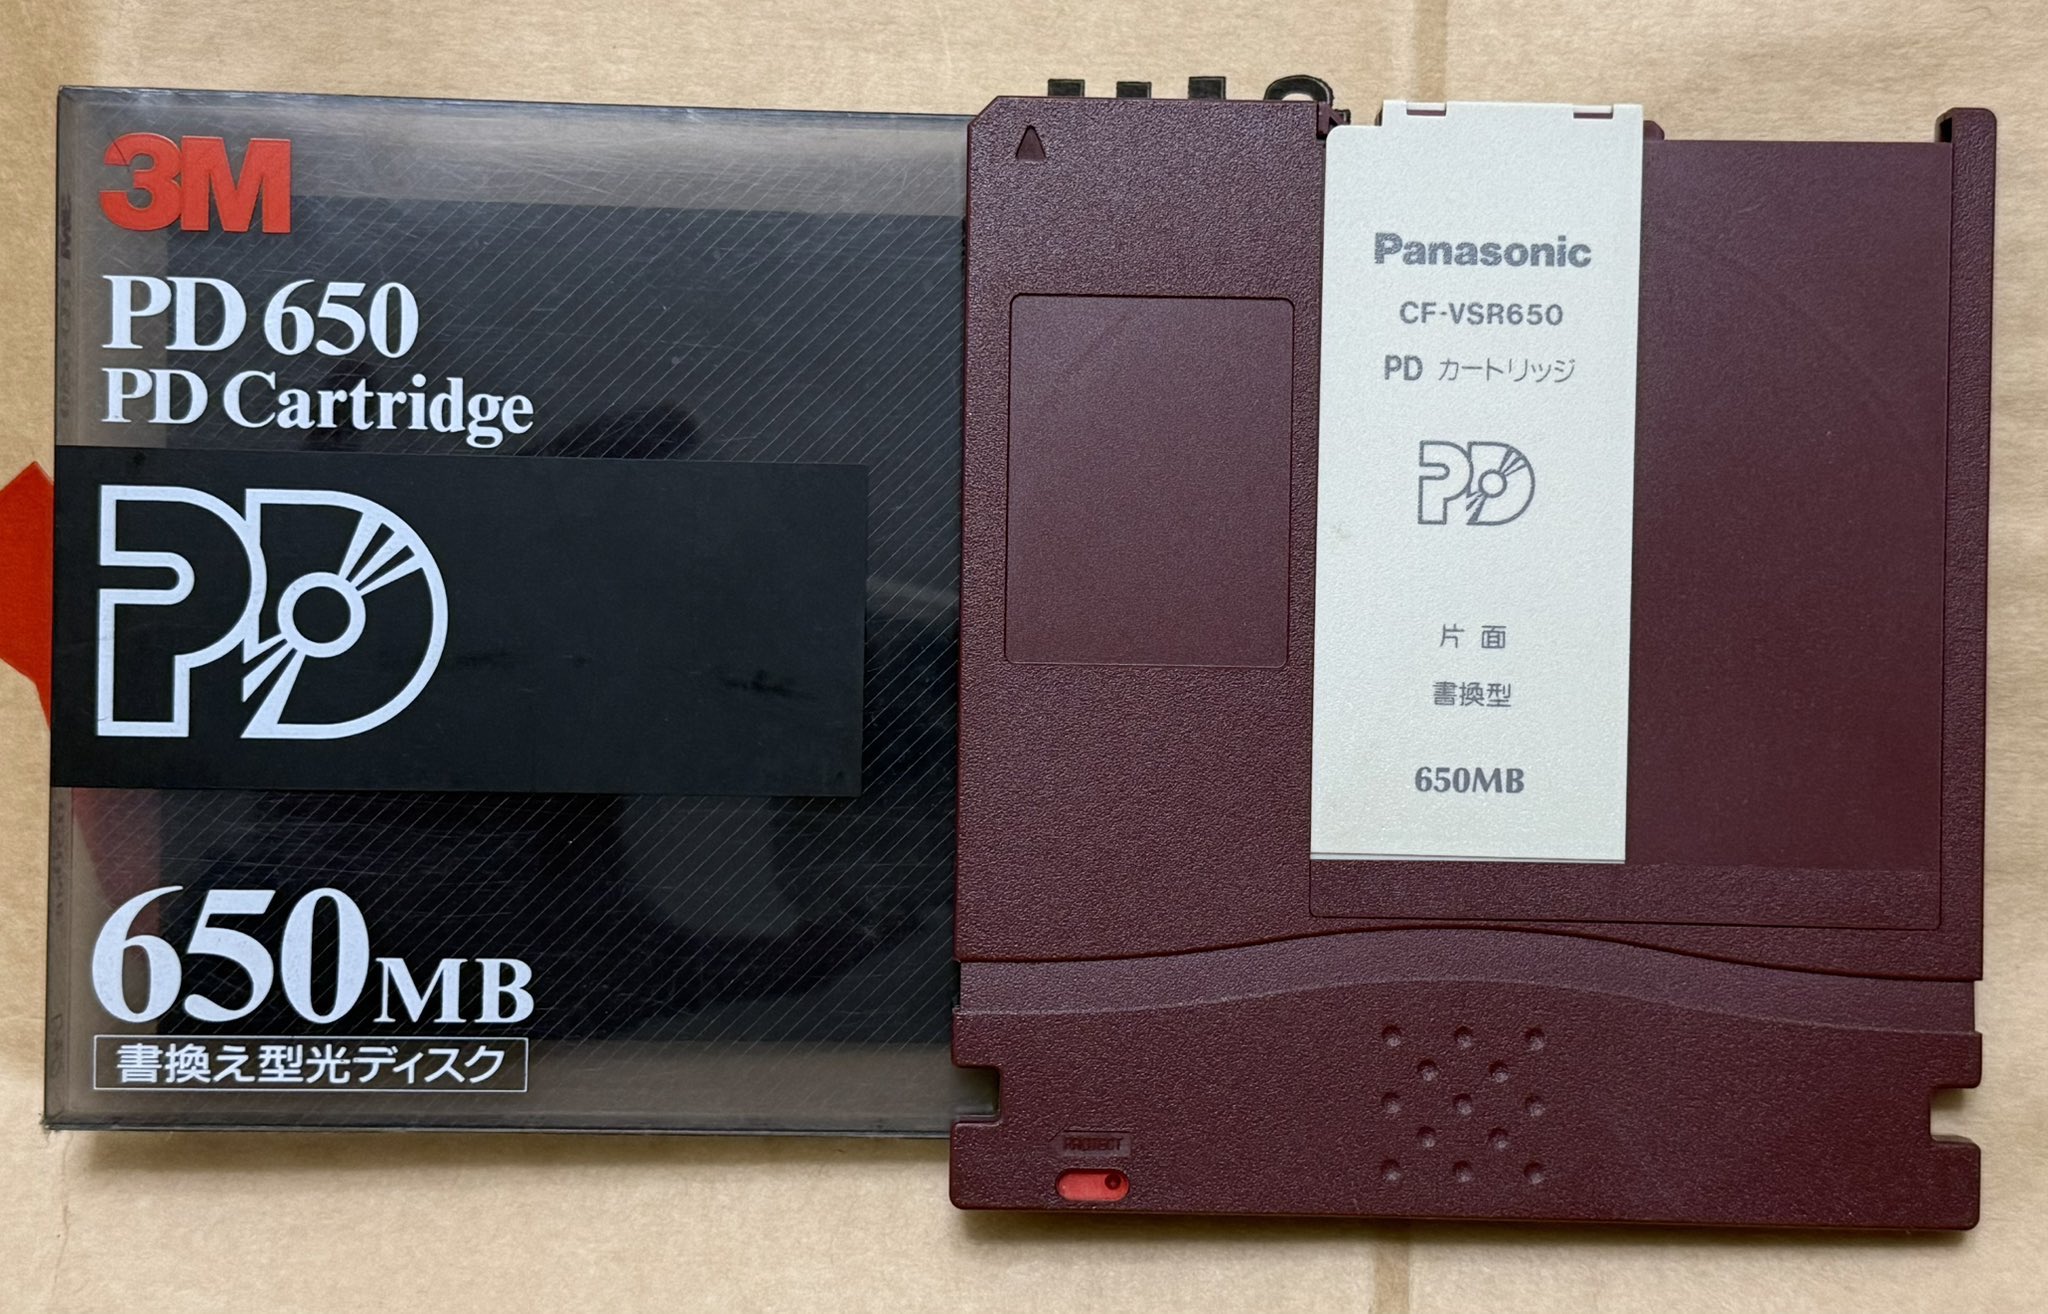 3M
PD 650
PD Cartridge
PD
650MB
書換え型光ディスク
Panasonic
CF-VSR650
PD カートリッジ
PD
片面
書換型
650MB
PROTECT